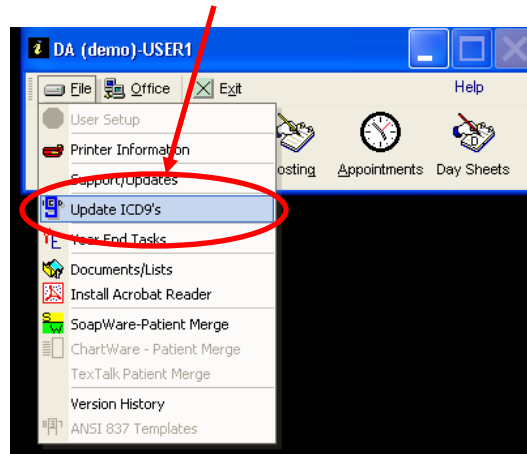 DA (demo)-USER1
File Office Exit Help
User Setup
Printer Information
osting Appointments Day Sheets
Support/Updates
Update ICD9's
Year End Tasks
Documents/Lists
Install Acrobat Reader
SoapWare-Patient Merge
ChartWare - Patient Merge
TexTalk Patient Merge
Version History
ANSI 837 Templates